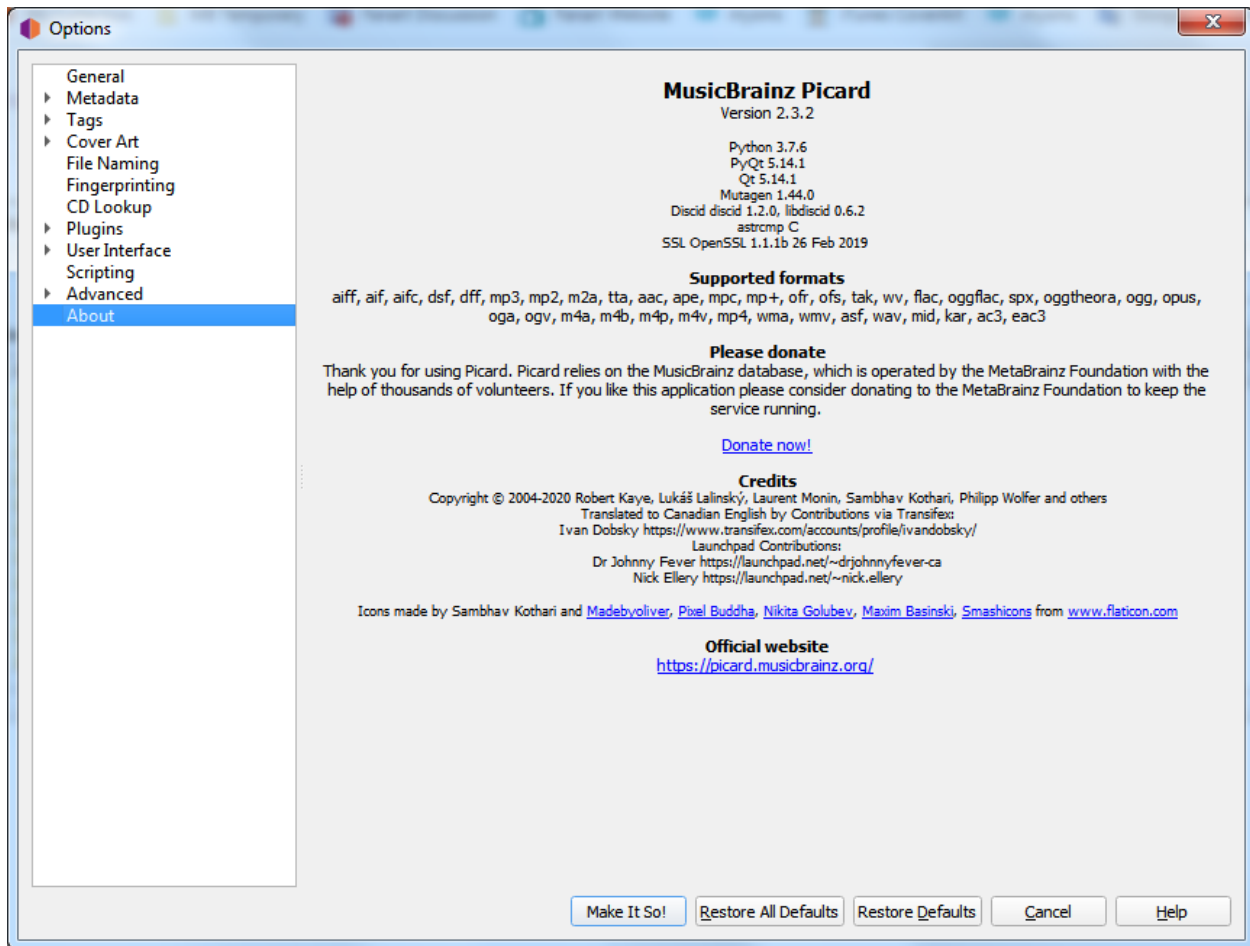 Options
General
Metadata
Tags
Cover Art
File Naming
Fingerprinting
CD Lookup
Plugins
User Interface
Scripting
Advanced
About
MusicBrainz Picard
Version 2.3.2
Python 3.7.6
PyQt 5.14.1
Qt 5.14.1
Mutagen 1.44.0
Discid discid 1.2.0, libdiscid 0.6.2
astrcmp C
SSL OpenSSL 1.1.1b 26 Feb 2019
Supported formats
aiff, aif, aifc, dsf, dff, mp3, mp2, m2a, tta, aac, ape, mpc, mp+, ofr, ofs, tak, wv, flac, oggflac, spx, oggtheora, ogg, opus,
oga, ogv, m4a, m4b, m4p, m4v, mp4, wma, wmv, asf, wav, mid, kar, ac3, eac3
Please donate
Thank you for using Picard. Picard relies on the MusicBrainz database, which is operated by the MetaBrainz Foundation with the
help of thousands of volunteers. If you like this application please consider donating to the MetaBrainz Foundation to keep the
service running.
Donate now!
Credits
Copyright © 2004-2020 Robert Kaye, Lukáš Lalinský, Laurent Monin, Sambhav Kothari, Philipp Wolfer and others
Translated to Canadian English by Contributions via Transifex:
Ivan Dobsky https://www.transifex.com/accounts/profile/ivandobsky/
Launchpad Contributions:
Dr Johnny Fever https://launchpad.net/~drjohnnyfever-ca
Nick Ellery https://launchpad.net/~nick.ellery
Icons made by Sambhav Kothari and Madebyoliver, Pixel Buddha, Nikita Golubev, Maxim Basinski, Smashicons from www.flaticon.com
Official website
https://picard.musicbrainz.org/
Make It So!
Restore All Defaults
Restore Defaults
Cancel
Help